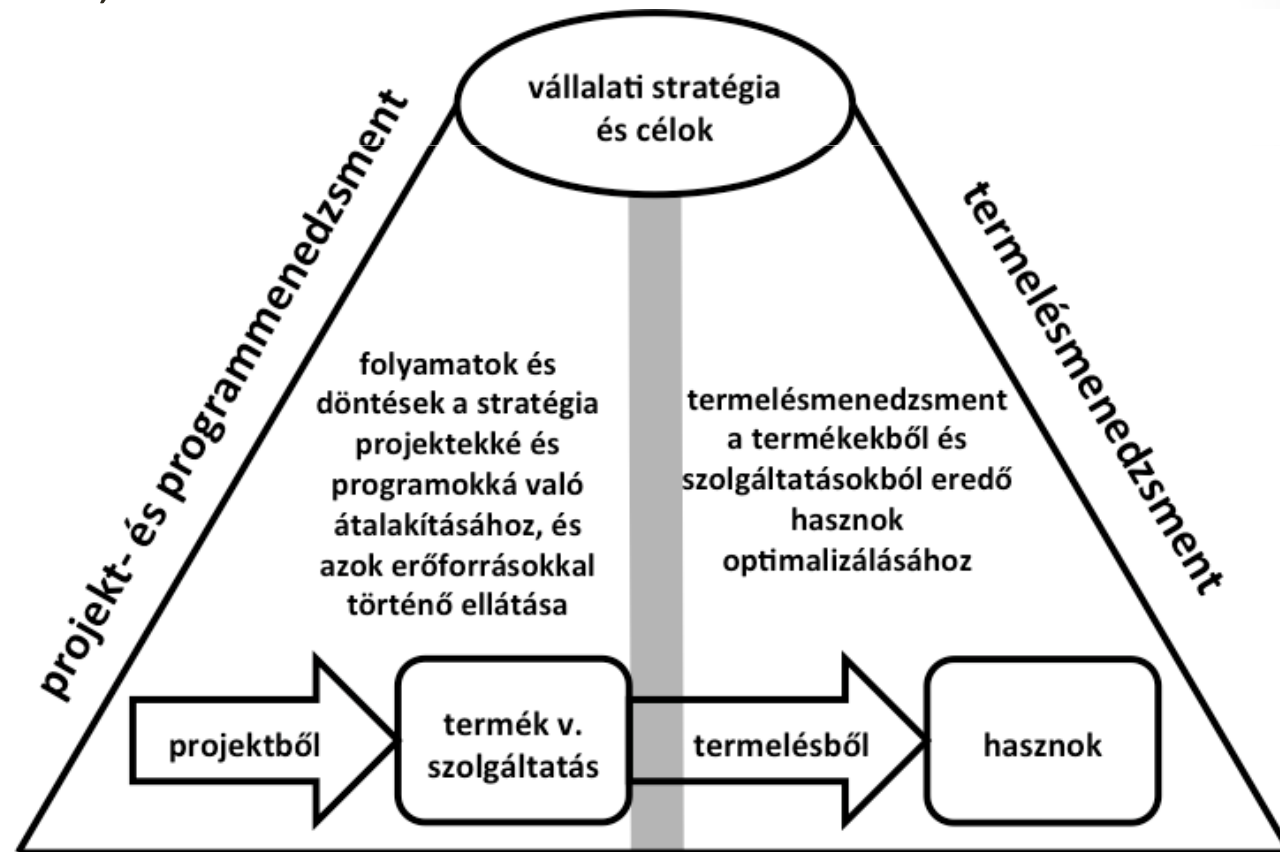 vállalati stratégia
és célok
projekt- és programmenedzsment
termelésmenedzsment
folyamatok és
döntések a stratégia
projektekké és
programokká való
átalakításához, és
azok erőforrásokkal
történő ellátása
termelésmenedzsment
a termékekből és
szolgáltatásokból eredő
hasznok
optimalizálásához
projektből
termék v.
szolgáltatás
termelésből
hasznok